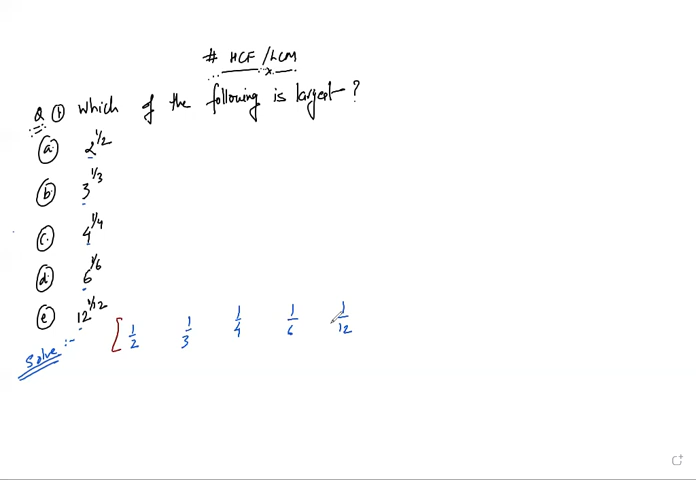 # HCF/LCM
Q ① Which of the following is largest ?
ⓐ 2^1/2
ⓑ 3^1/3
ⓒ 4^1/4
ⓓ 6^1/6
ⓔ 12^1/12
Solve :- [ 1/2 1/3 1/4 1/6 1/12